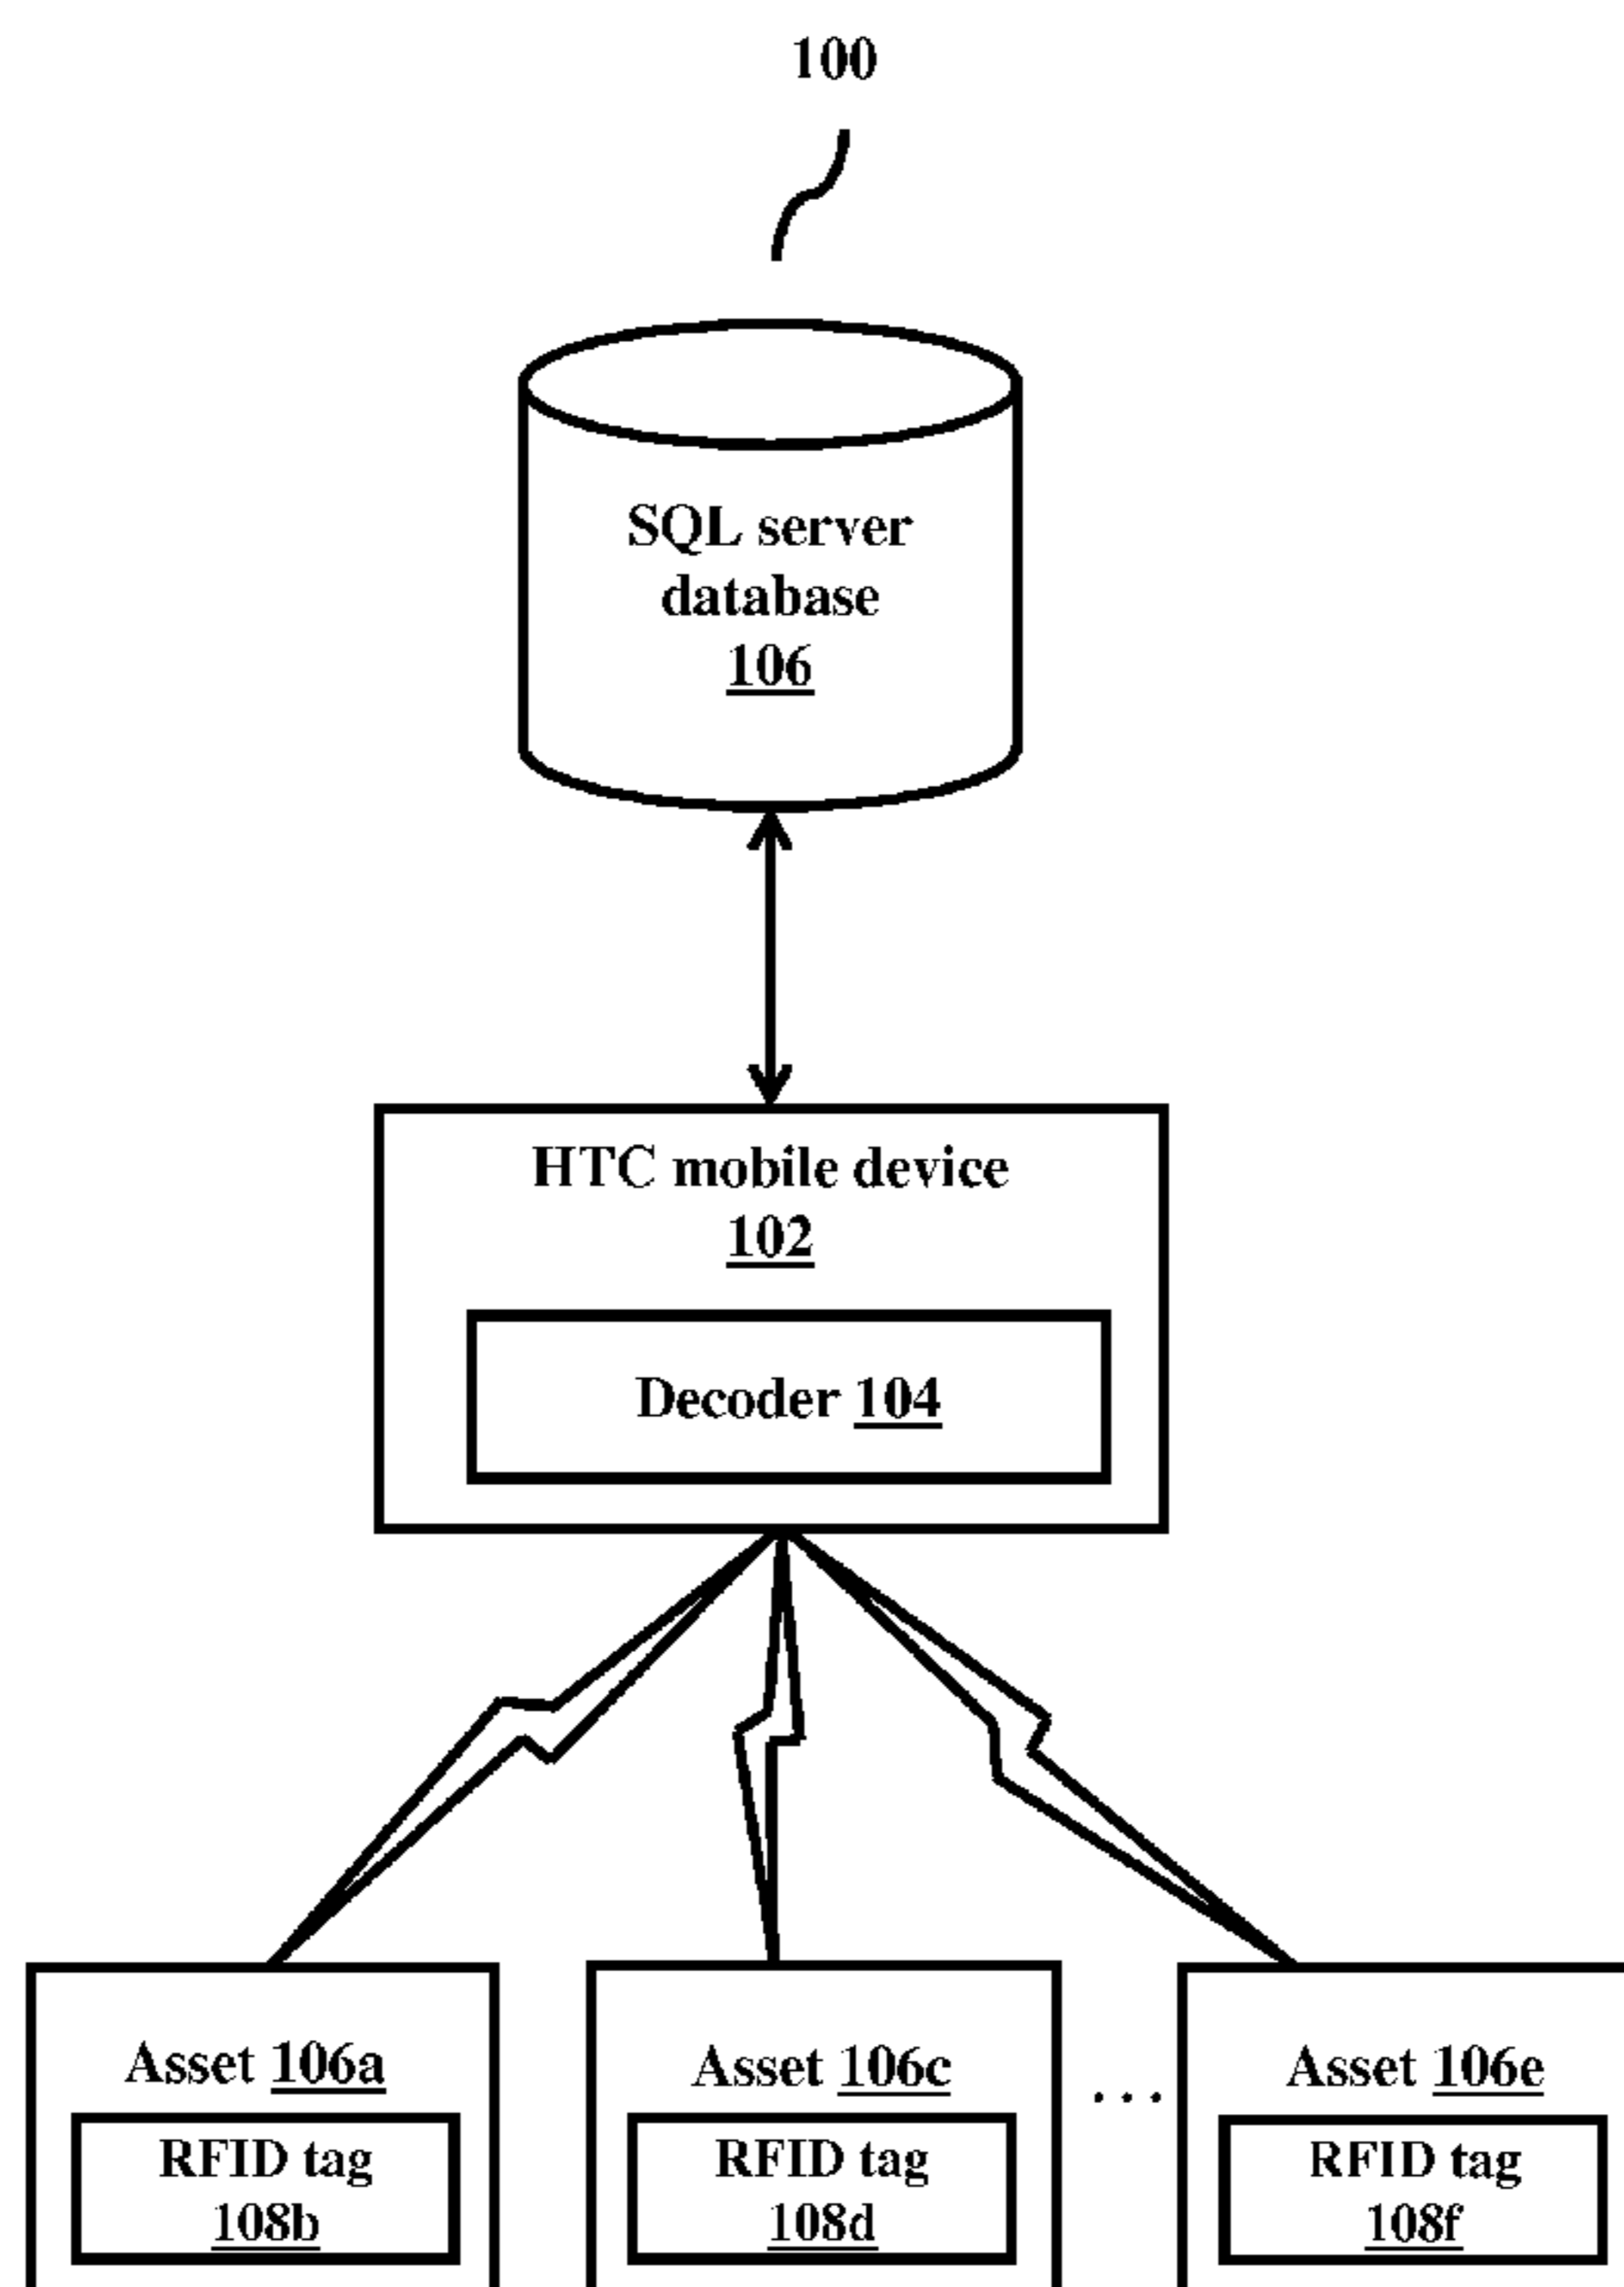 100
SQL server
database
106
HTC mobile device
102
Decoder 104
Asset 106a
RFID tag
108b
Asset 106c
RFID tag
108d
. . .
Asset 106e
RFID tag
108f